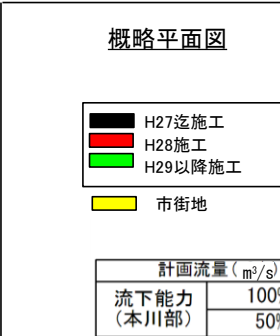 概略平面図
H27迄施工
H28施工
H29以降施工
市街地
計画流量(m³/s)
流下能力 100%
(本川部) 50%